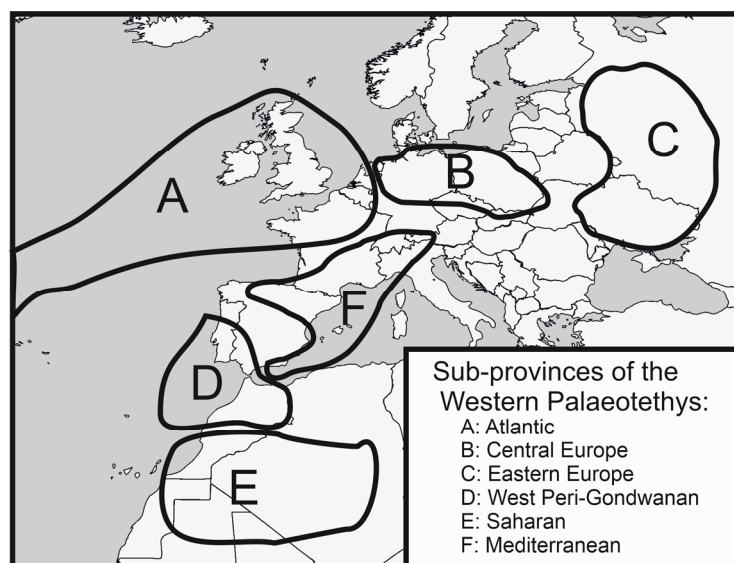 A
B
C
D
E
F
Sub-provinces of the
Western Palaeotethys:
A: Atlantic
B: Central Europe
C: Eastern Europe
D: West Peri-Gondwanan
E: Saharan
F: Mediterranean